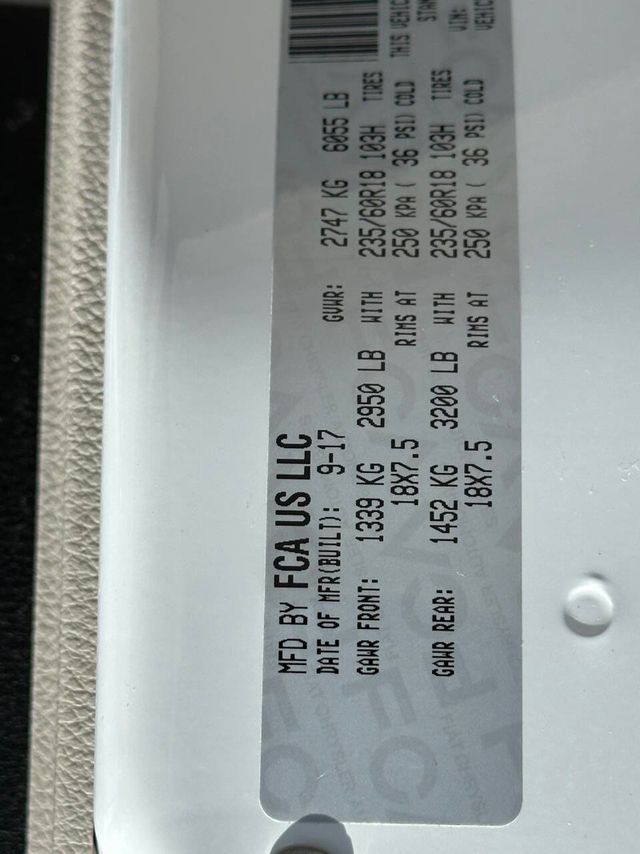 MFD BY FCA US LLC
DATE OF MFR(BUILT): 9-17 GVWR: 2747 KG 6055 LB
GAWR FRONT: 1339 KG 2950 LB WITH 235/60R18 103H TIRES
18X7.5 RIMS AT 250 KPA ( 36 PSI) COLD
THIS VEHIC
STAN
GAWR REAR: 1452 KG 3200 LB WITH 235/60R18 103H TIRES
18X7.5 RIMS AT 250 KPA ( 36 PSI) COLD
VIN:
VEHIC